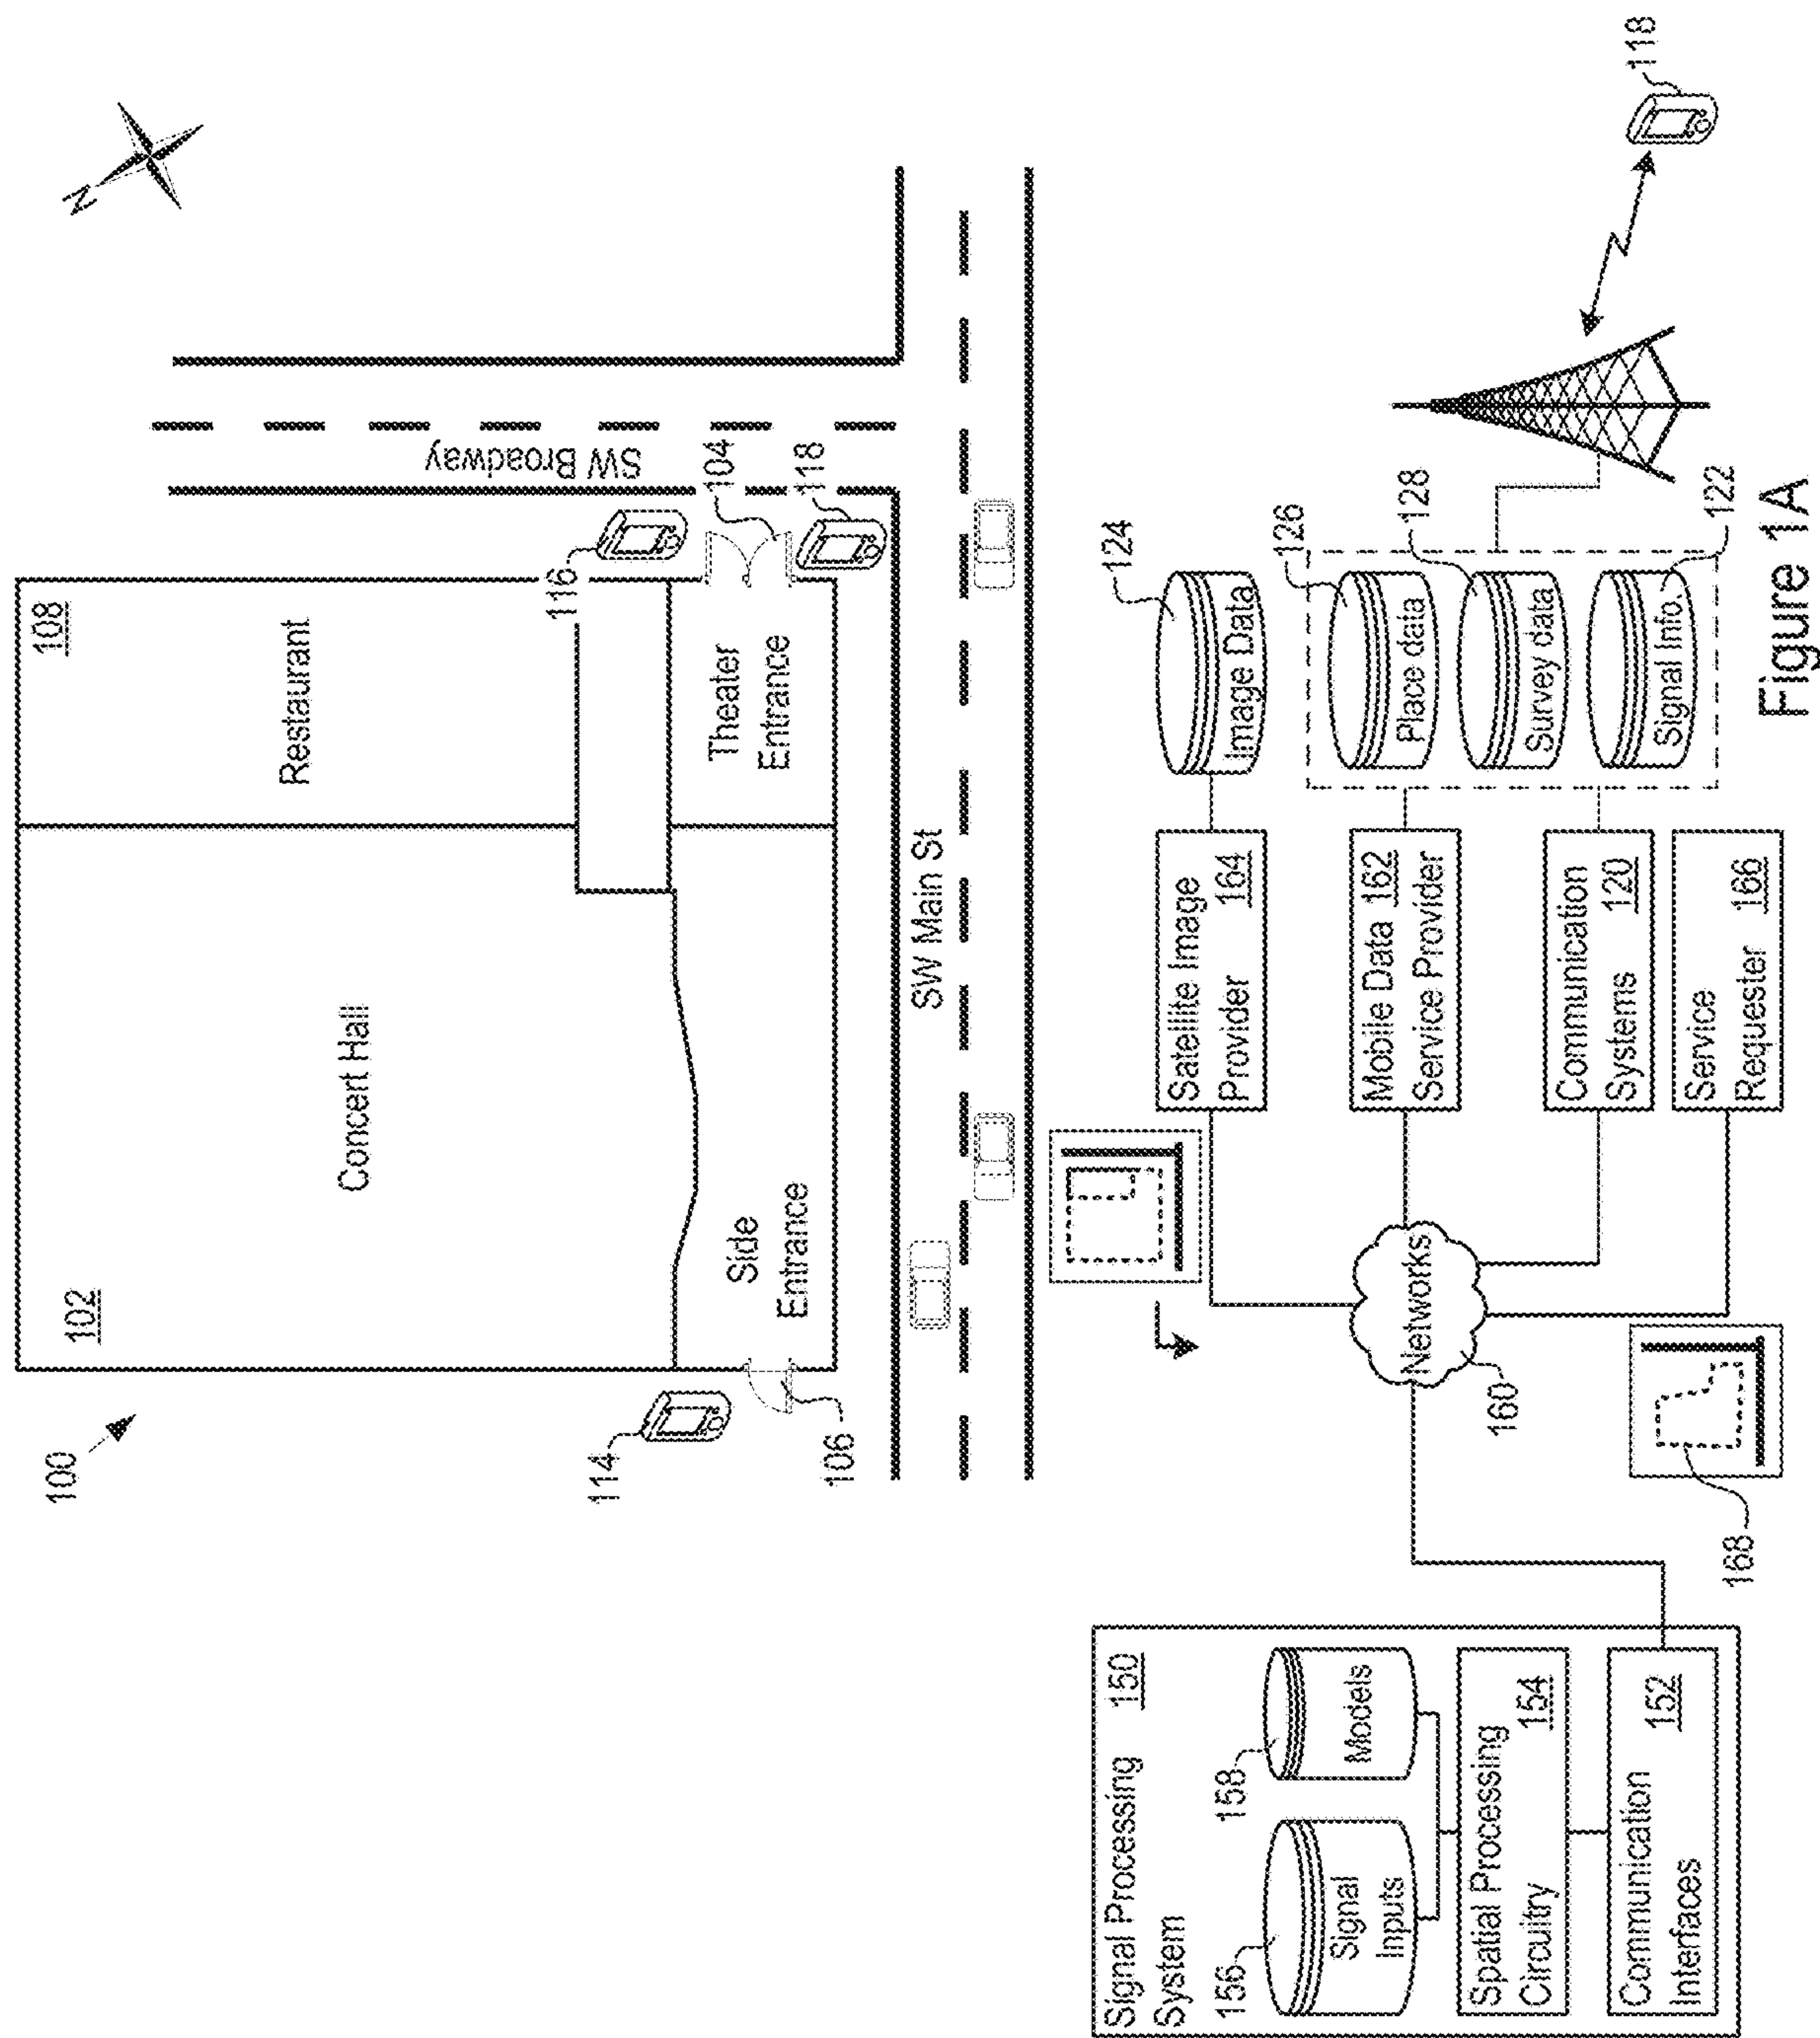 100
102
Concert Hall
Restaurant
108
N
SW Broadway
114
106
Side
Entrance
Theater
Entrance
116
104
118
SW Main St
Signal Processing
System
150
156
Signal
Inputs
158
Models
Spatial Processing
Circuitry
154
Communication
Interfaces
152
Networks
160
168
Satellite Image
Provider
164
Mobile Data
Service Provider
162
Communication
Systems
120
Service
Requester
166
124
Image Data
126
Place data
128
Survey data
Signal Info.
122
118
Figure 1A